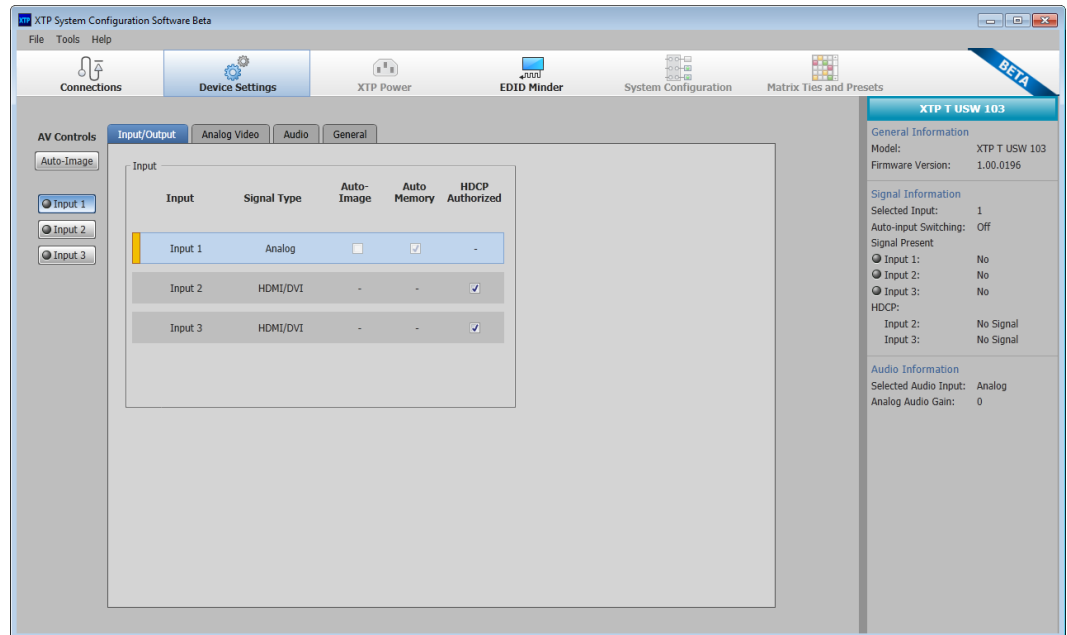 XTP XTP System Configuration Software Beta
File Tools Help
Connections Device Settings XTP Power EDID Minder System Configuration Matrix Ties and Presets BETA
XTP T USW 103
AV Controls
Auto-Image
Input 1
Input 2
Input 3
Input/Output Analog Video Audio General
Input
Input Signal Type Auto-Image Auto Memory HDCP Authorized
Input 1 Analog -
Input 2 HDMI/DVI - -
Input 3 HDMI/DVI - -
General Information
Model: XTP T USW 103
Firmware Version: 1.00.0196
Signal Information
Selected Input: 1
Auto-input Switching: Off
Signal Present
Input 1: No
Input 2: No
Input 3: No
HDCP:
Input 2: No Signal
Input 3: No Signal
Audio Information
Selected Audio Input: Analog
Analog Audio Gain: 0